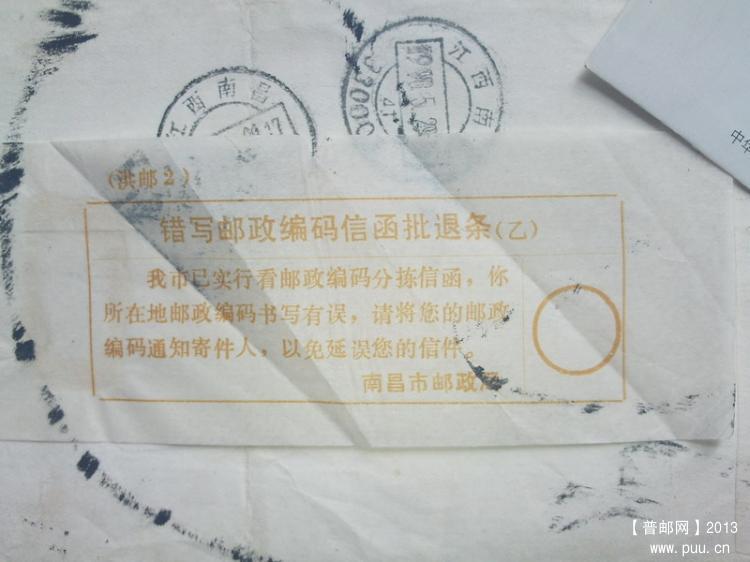 江西南
3300
江西南昌
中华
(洪邮2)
错写邮政编码信函批退条(乙)
我市已实行看邮政编码分拣信函，你
所在地邮政编码书写有误，请将您的邮政
编码通知寄件人，以免延误您的信件。
南昌市邮政局
【普邮网】2013
www.puu.cn